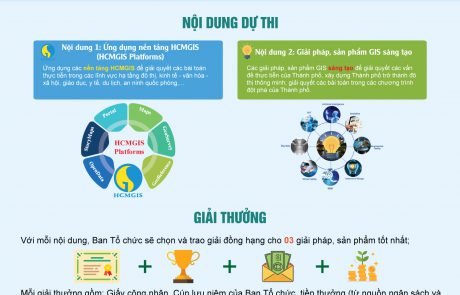 NỘI DUNG DỰ THI
Nội dung 1: Ứng dụng nền tảng HCMGIS
(HCMGIS Platforms)
Ứng dụng các nền tảng HCMGIS để giải quyết các bài toán
thực tiễn trong các lĩnh vực hạ tầng đô thị, kinh tế - văn hóa -
xã hội, giáo dục, y tế, du lịch, an ninh quốc phòng,...
Nội dung 2: Giải pháp, sản phẩm GIS sáng tạo
Các giải pháp, sản phẩm GIS sáng tạo để giải quyết các vấn
đề thực tiễn của Thành phố; xây dựng Thành phố trở thành đô
thị thông minh, giải quyết các bài toán trong các chương trình
đột phá của Thành phố.
Portal
Maps
StoryMaps
GeoSurvey
OpenData
HCMGIS
Platforms
HCMGIS
GIẢI THƯỞNG
Với mỗi nội dung, Ban Tổ chức sẽ chọn và trao giải đồng hạng cho 03 giải pháp, sản phẩm tốt nhất;
Mỗi giải thưởng gồm: Giấy công nhận, Cúp lưu niệm của Ban Tổ chức, tiền thưởng (từ nguồn ngân sách và